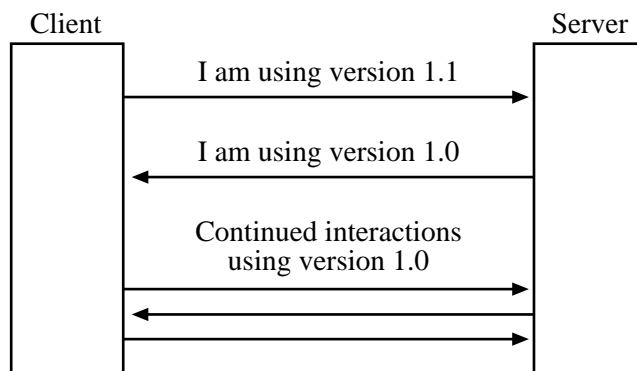 Client
Server
I am using version 1.1
I am using version 1.0
Continued interactions
using version 1.0